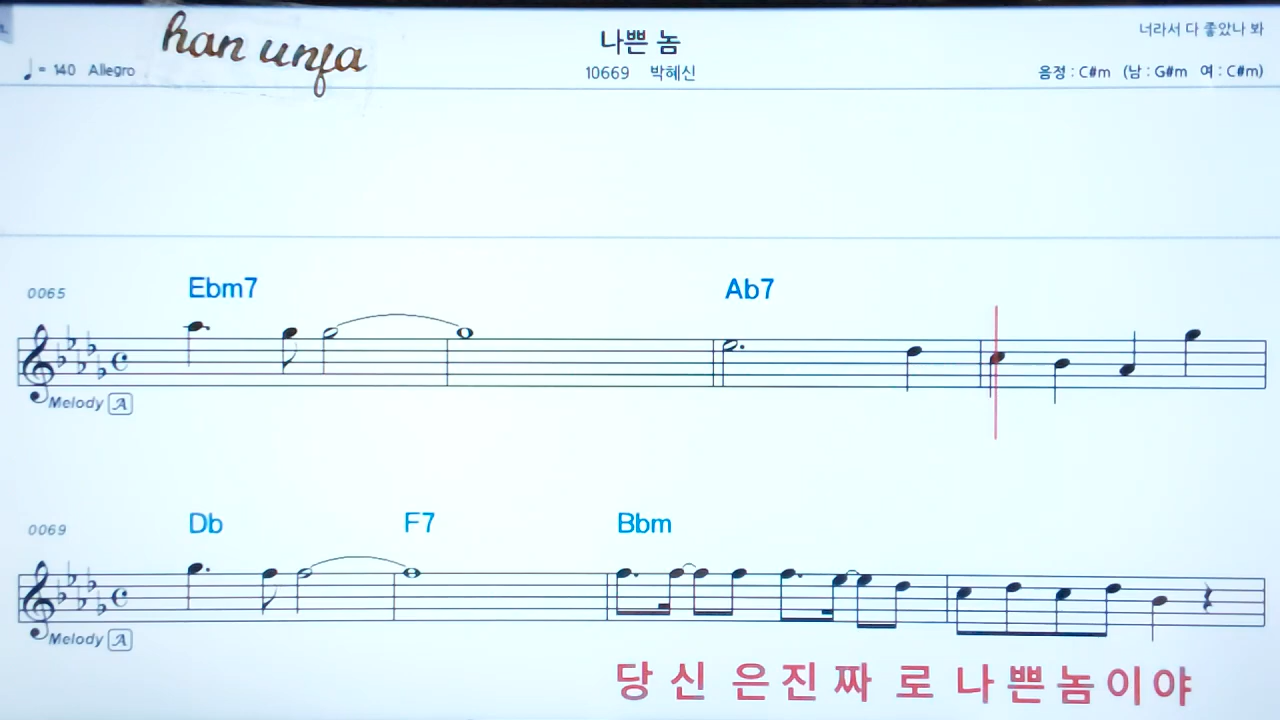 han unfa
나쁜 놈
너라서 다 좋았나 봐
♩ = 140 Allegro
10669 박혜신
음정 : C#m (남 : G#m 여 : C#m)
Ebm7 Ab7
0065
Melody A
Db F7 Bbm
0069
Melody A
당신은진짜로나쁜놈이야